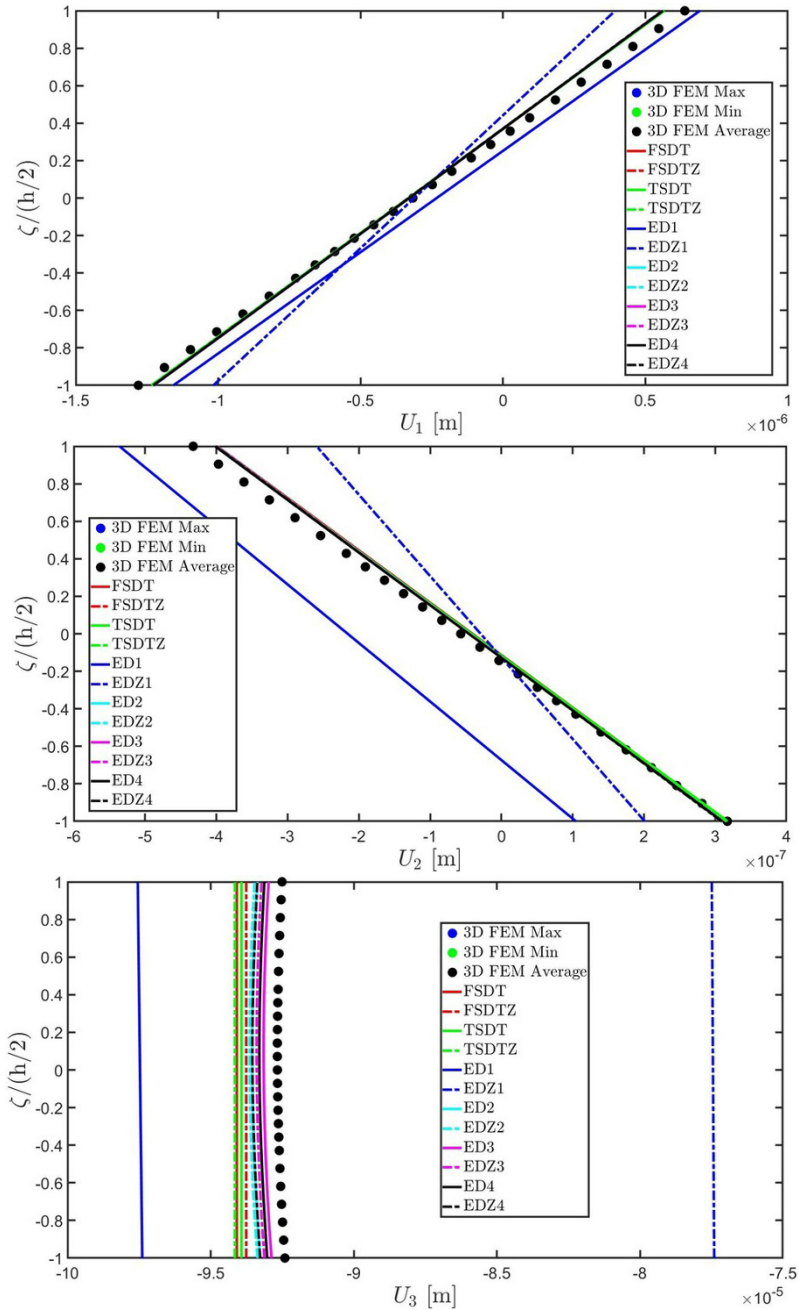 1
0.8
0.6
0.4
0.2
0
-0.2
-0.4
-0.6
-0.8
-1
ζ/(h/2)
3D FEM Max
3D FEM Min
3D FEM Average
FSDT
FSDTZ
TSDT
TSDTZ
ED1
EDZ1
ED2
EDZ2
ED3
EDZ3
ED4
EDZ4
-1.5 -1 -0.5 0 0.5 1
U₁ [m]
×10⁻⁶
1
0.8
0.6
0.4
0.2
0
-0.2
-0.4
-0.6
-0.8
-1
ζ/(h/2)
3D FEM Max
3D FEM Min
3D FEM Average
FSDT
FSDTZ
TSDT
TSDTZ
ED1
EDZ1
ED2
EDZ2
ED3
EDZ3
ED4
EDZ4
-6 -5 -4 -3 -2 -1 0 1 2 3 4
U₂ [m]
×10⁻⁷
1
0.8
0.6
0.4
0.2
0
-0.2
-0.4
-0.6
-0.8
-1
ζ/(h/2)
3D FEM Max
3D FEM Min
3D FEM Average
FSDT
FSDTZ
TSDT
TSDTZ
ED1
EDZ1
ED2
EDZ2
ED3
EDZ3
ED4
EDZ4
-10 -9.5 -9 -8.5 -8 -7.5
U₃ [m]
×10⁻⁵